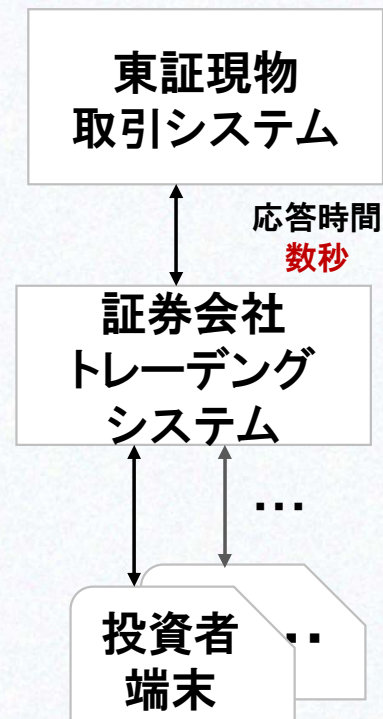 東証現物
取引システム
応答時間
数秒
証券会社
トレーデング
システム
…
投資者
端末
…